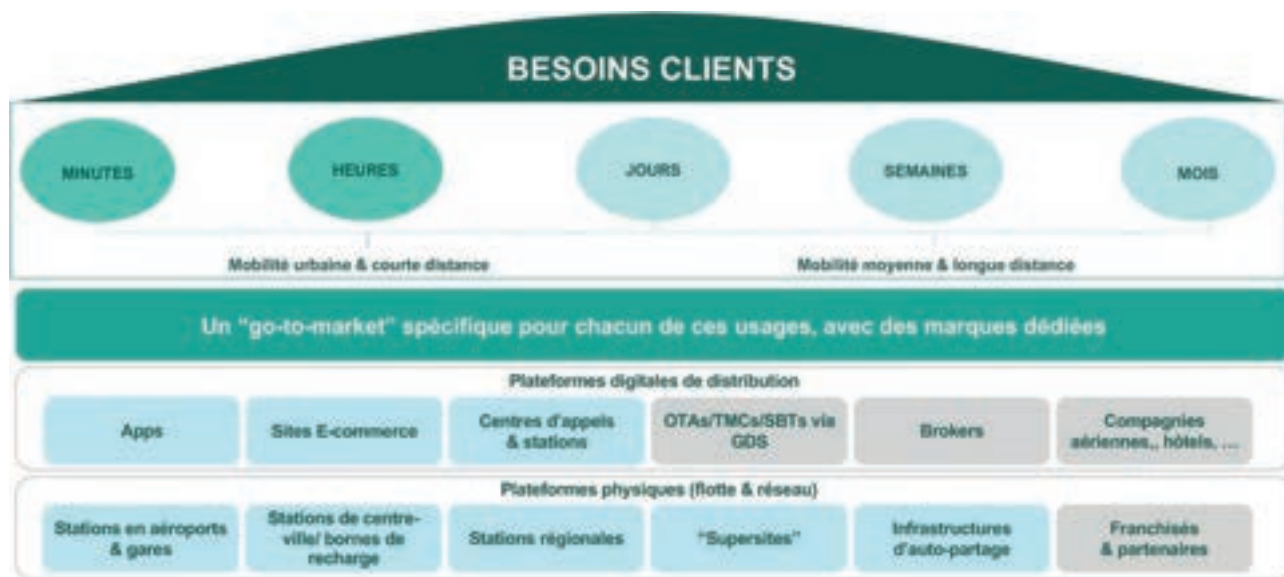 BESOINS CLIENTS
MINUTES
HEURES
JOURS
SEMAINES
MOIS
Mobilité urbaine & courte distance
Mobilité moyenne & longue distance
Un "go-to-market" spécifique pour chacun de ces usages, avec des marques dédiées
Plateformes digitales de distribution
Apps
Sites E-commerce
Centres d'appels
& stations
OTAs/TMCs/SBTs via
GDS
Brokers
Compagnies
aériennes,, hôtels, ...
Plateformes physiques (flotte & réseau)
Stations en aéroports
& gares
Stations de centre-
ville/ bornes de
recharge
Stations régionales
"Supersites"
Infrastructures
d'auto-partage
Franchisés
& partenaires